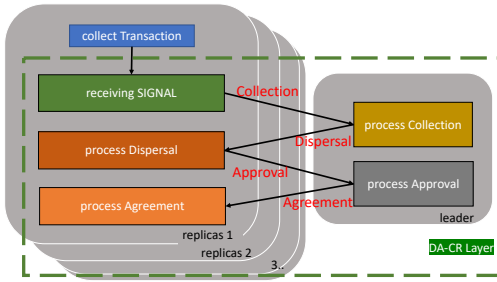 collect Transaction
receiving SIGNAL
Collection
process Collection
Dispersal
process Dispersal
Approval
process Approval
Agreement
process Agreement
leader
replicas 1
DA-CR Layer
replicas 2
3..